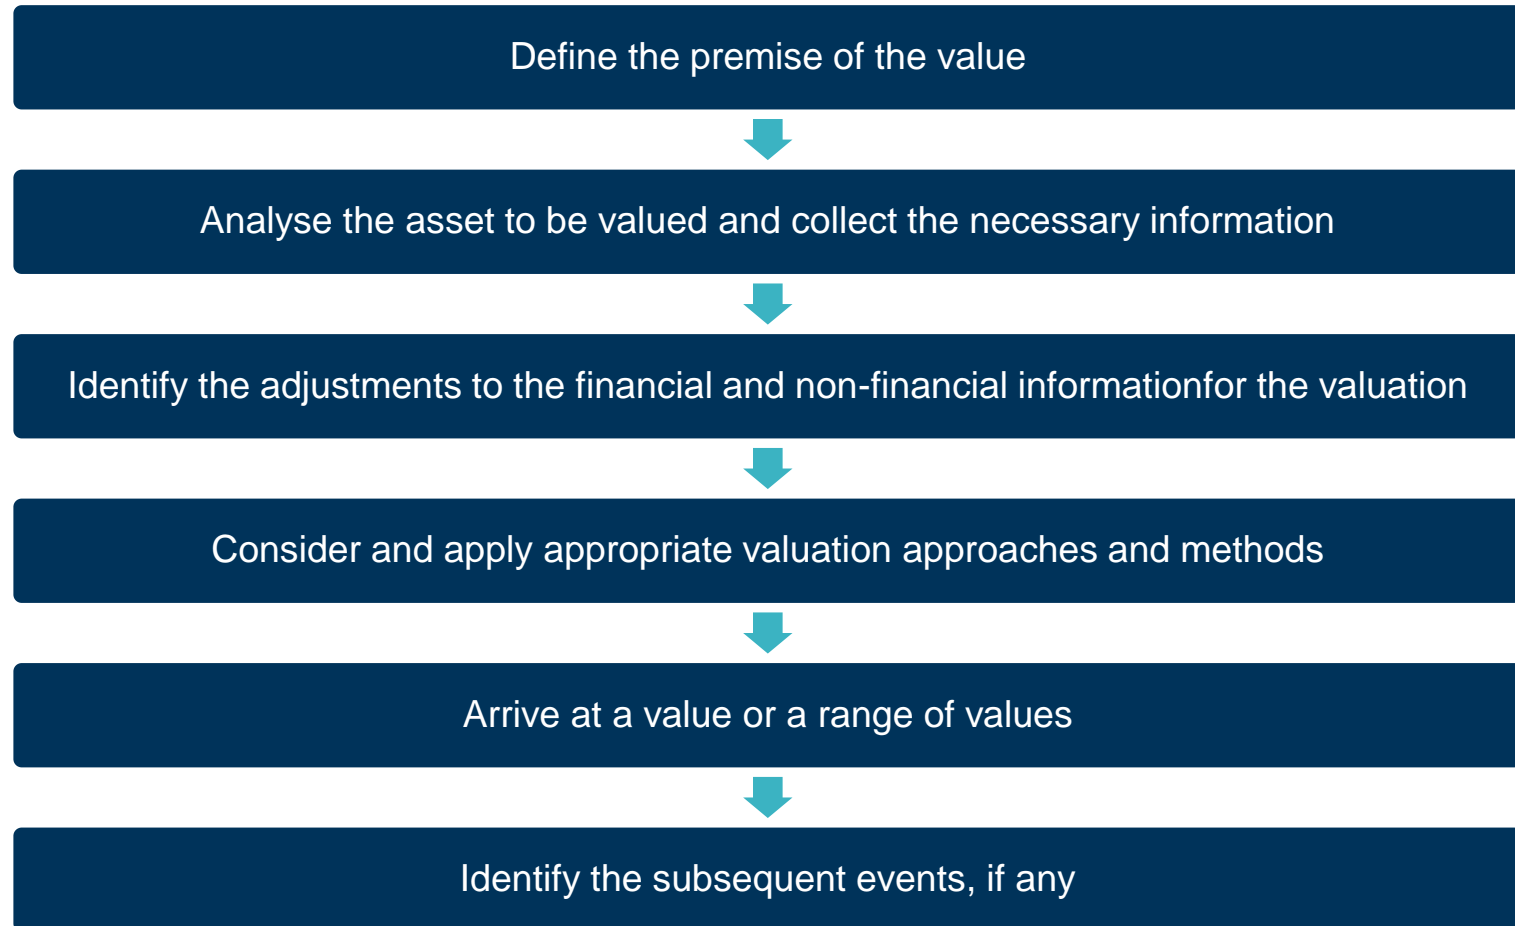 Define the premise of the value
Analyse the asset to be valued and collect the necessary information
Identify the adjustments to the financial and non-financial informationfor the valuation
Consider and apply appropriate valuation approaches and methods
Arrive at a value or a range of values
Identify the subsequent events, if any